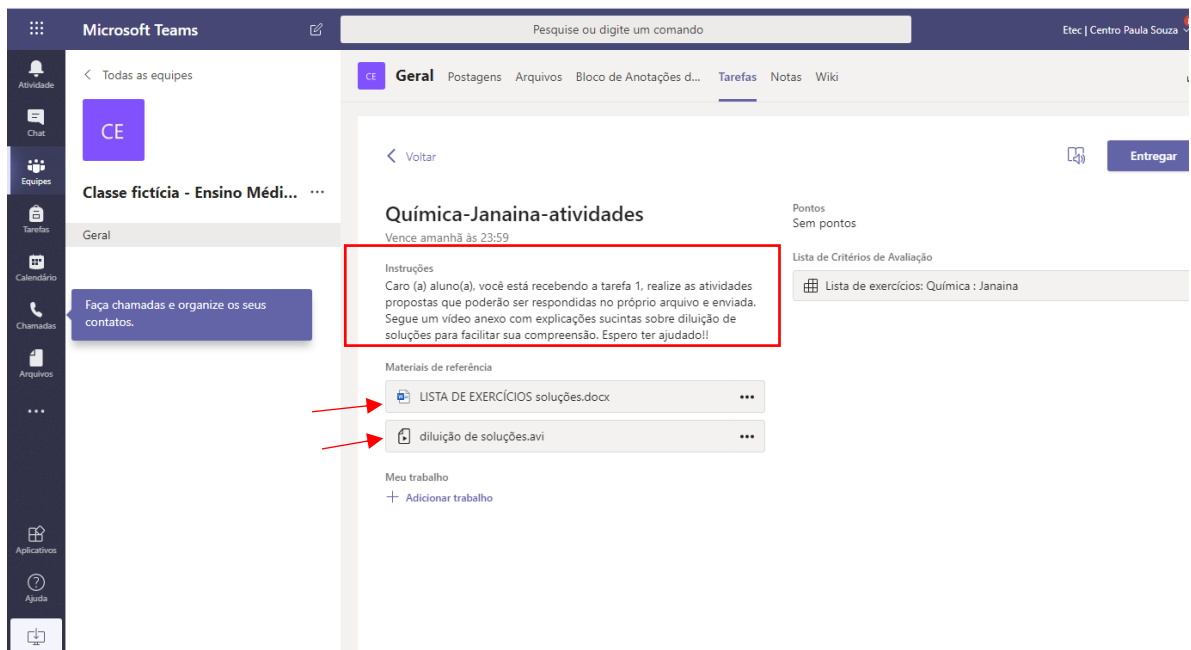 Microsoft Teams
Pesquise ou digite um comando
Etec | Centro Paula Souza
Atividade
Chat
Equipes
Tarefas
Calendário
Chamadas
Arquivos
Aplicativos
Ajuda
Todas as equipes
CE
Classe fictícia - Ensino Médi... ...
Geral
Faça chamadas e organize os seus
contatos.
CE Geral Postagens Arquivos Bloco de Anotações d... Tarefas Notas Wiki
Voltar
Entregar
Química-Janaina-atividades
Vence amanhã às 23:59
Instruções
Caro (a) aluno(a), você está recebendo a tarefa 1, realize as atividades
propostas que poderão ser respondidas no próprio arquivo e enviada.
Segue um vídeo anexo com explicações sucintas sobre diluição de
soluções para facilitar sua compreensão. Espero ter ajudado!!
Materiais de referência
LISTA DE EXERCÍCIOS soluções.docx
diluição de soluções.avi
Meu trabalho
+ Adicionar trabalho
Pontos
Sem pontos
Lista de Critérios de Avaliação
Lista de exercícios: Química : Janaina